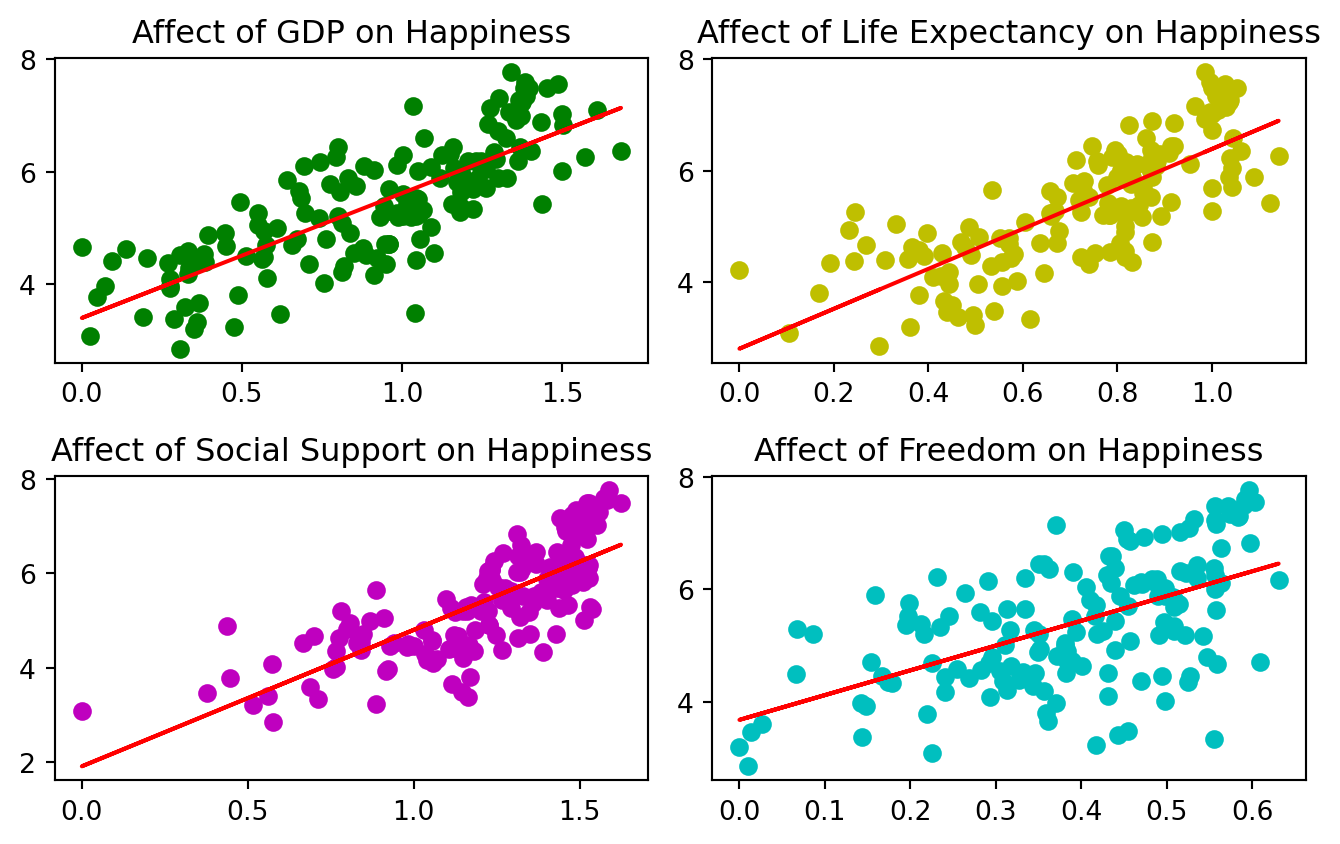 Affect of GDP on Happiness
8
6
4
0.0 0.5 1.0 1.5
Affect of Life Expectancy on Happiness
8
6
4
0.0 0.2 0.4 0.6 0.8 1.0
Affect of Social Support on Happiness
8
6
4
2
0.0 0.5 1.0 1.5
Affect of Freedom on Happiness
8
6
4
0.0 0.1 0.2 0.3 0.4 0.5 0.6